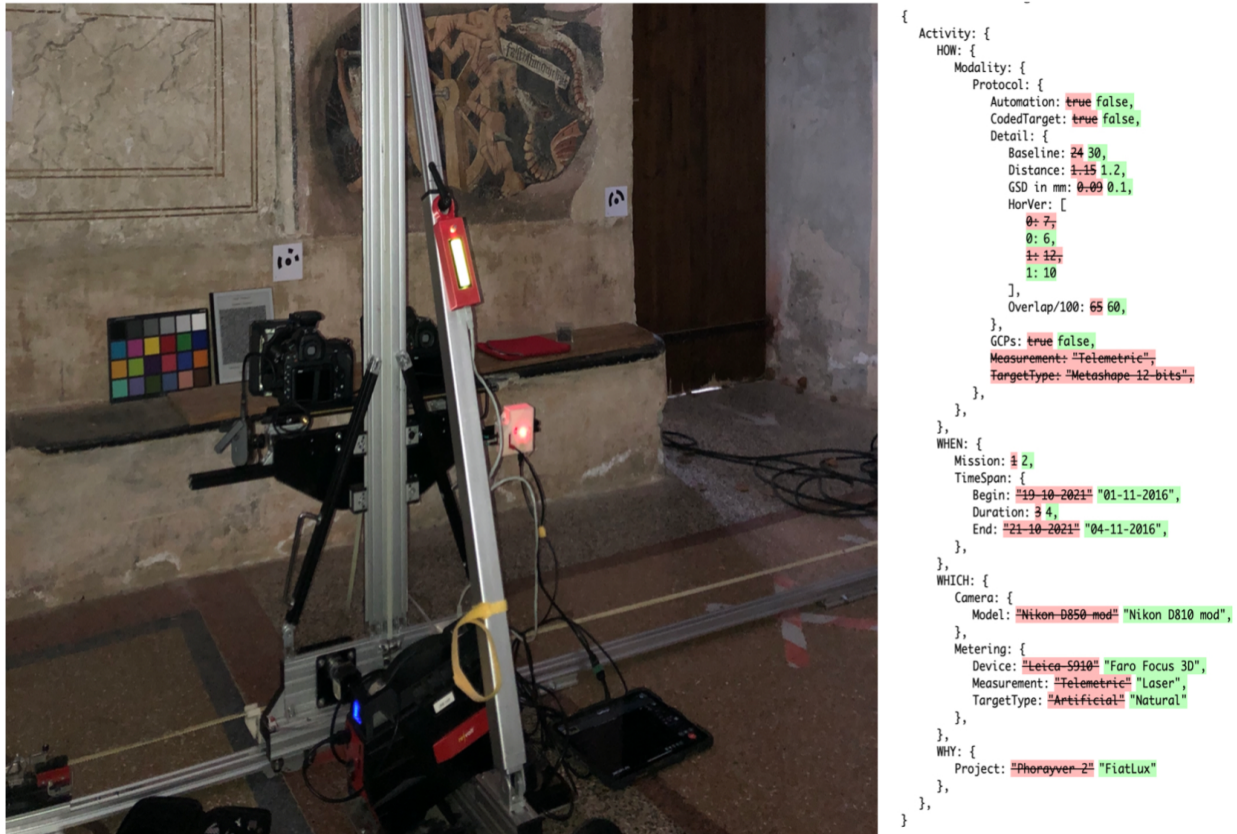 {
Activity: {
HOW: {
Modality: {
Protocol: {
Automation: true false,
CodedTarget: true false,
Detail: {
Baseline: 24 30,
Distance: 1.15 1.2,
GSD in mm: 0.09 0.1,
HorVer: [
0: 7,
0: 6,
1: 12,
1: 10
],
Overlap/100: 65 60,
},
GCPs: true false,
Measurement: "Telemetric",
TargetType: "Metashape 12-bits",
},
},
},
WHEN: {
Mission: 1 2,
TimeSpan: {
Begin: "19-10-2021" "01-11-2016",
Duration: 3 4,
End: "21-10-2021" "04-11-2016",
},
},
WHICH: {
Camera: {
Model: "Nikon D850 mod" "Nikon D810 mod",
},
Metering: {
Device: "Leica S910" "Faro Focus 3D",
Measurement: "Telemetric" "Laser",
TargetType: "Artificial" "Natural"
},
},
WHY: {
Project: "Phorayver 2" "FiatLux"
},
},
}